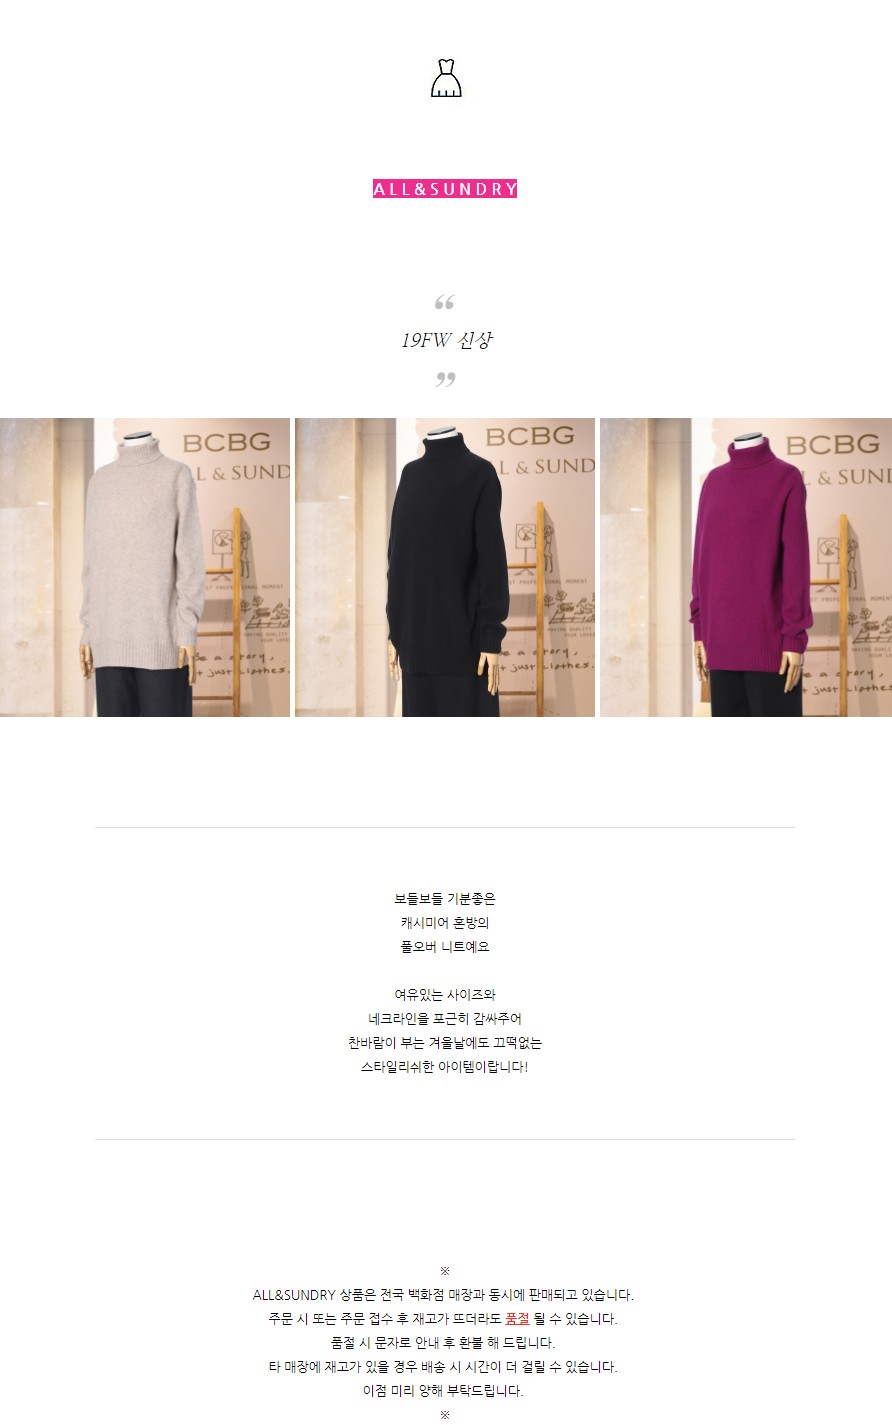 ALL&SUNDRY
“
19FW 신상
”
BCBG
LL & SUND
BCBG
L & SUND
BCBG
L & SUND
보들보들 기분좋은
캐시미어 혼방의
풀오버 니트예요
여유있는 사이즈와
네크라인을 포근히 감싸주어
찬바람이 부는 겨울날에도 끄떡없는
스타일리쉬한 아이템이랍니다!
※
ALL&SUNDRY 상품은 전국 백화점 매장과 동시에 판매되고 있습니다.
주문 시 또는 주문 접수 후 재고가 뜨더라도 품절 될 수 있습니다.
품절 시 문자로 안내 후 환불 해 드립니다.
타 매장에 재고가 있을 경우 배송 시 시간이 더 걸릴 수 있습니다.
이점 미리 양해 부탁드립니다.
※